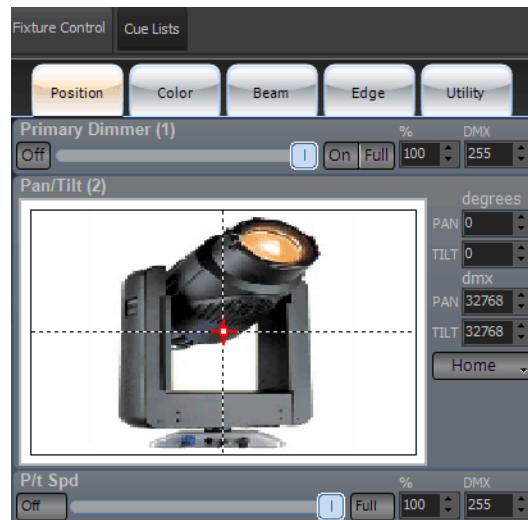 Fixture Control Cue Lists
Position Color Beam Edge Utility
Primary Dimmer (1) % DMX
Off On Full 100 255
Pan/Tilt (2)
degrees
PAN 0
TILT 0
dmx
PAN 32768
TILT 32768
Home
P/t Spd % DMX
Off Full 100 255